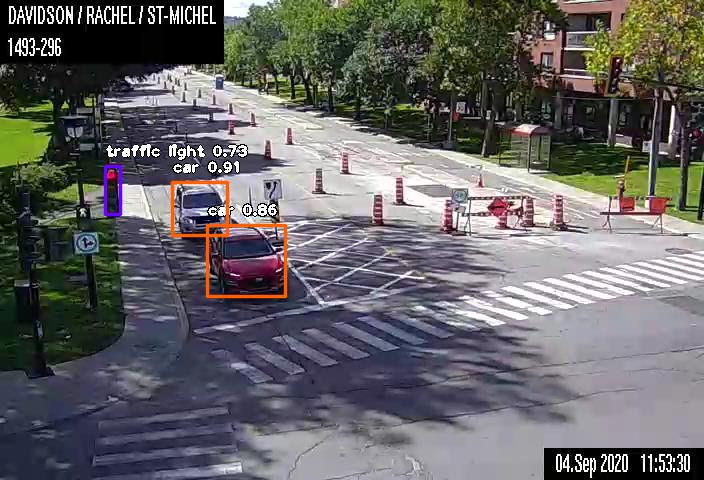 DAVIDSON / RACHEL / ST-MICHEL
1493-296
traffic light 0.73
car 0.91
car 0.86
04.Sep 2020 11:53:30